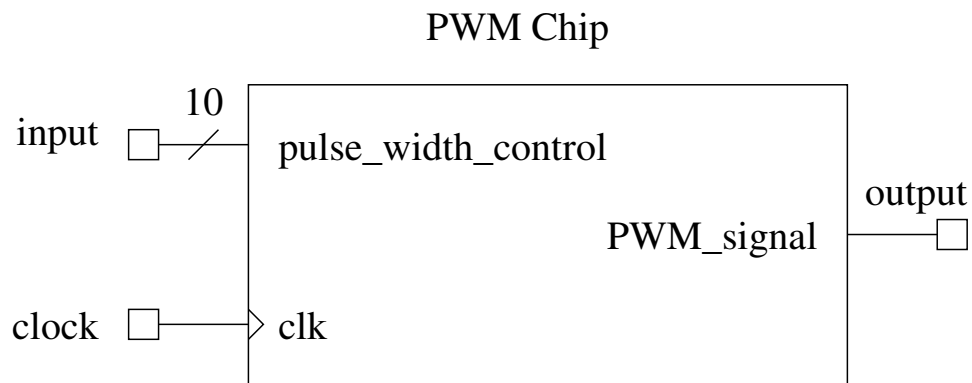 PWM Chip
10
input
pulse_width_control
output
PWM_signal
clock
clk